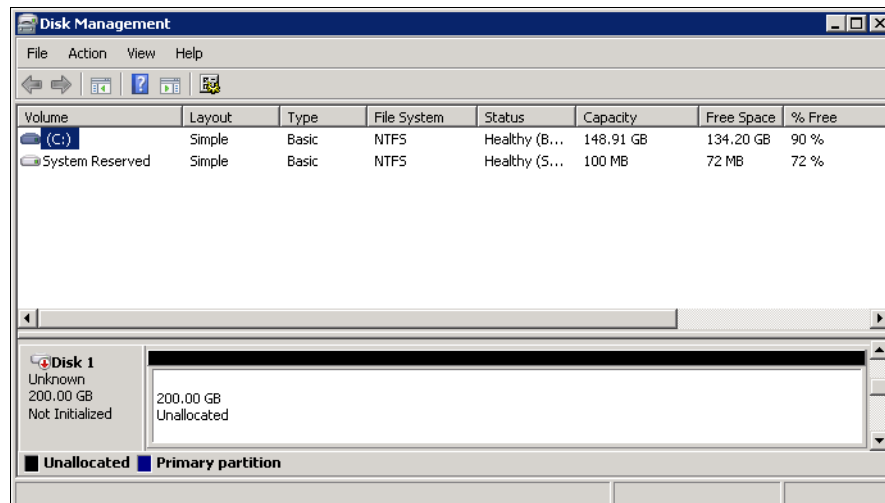 Disk Management
File Action View Help
Volume Layout Type File System Status Capacity Free Space % Free
(C:) Simple Basic NTFS Healthy (B... 148.91 GB 134.20 GB 90 %
System Reserved Simple Basic NTFS Healthy (S... 100 MB 72 MB 72 %
Disk 1
Unknown
200.00 GB
Not Initialized
200.00 GB
Unallocated
Unallocated Primary partition